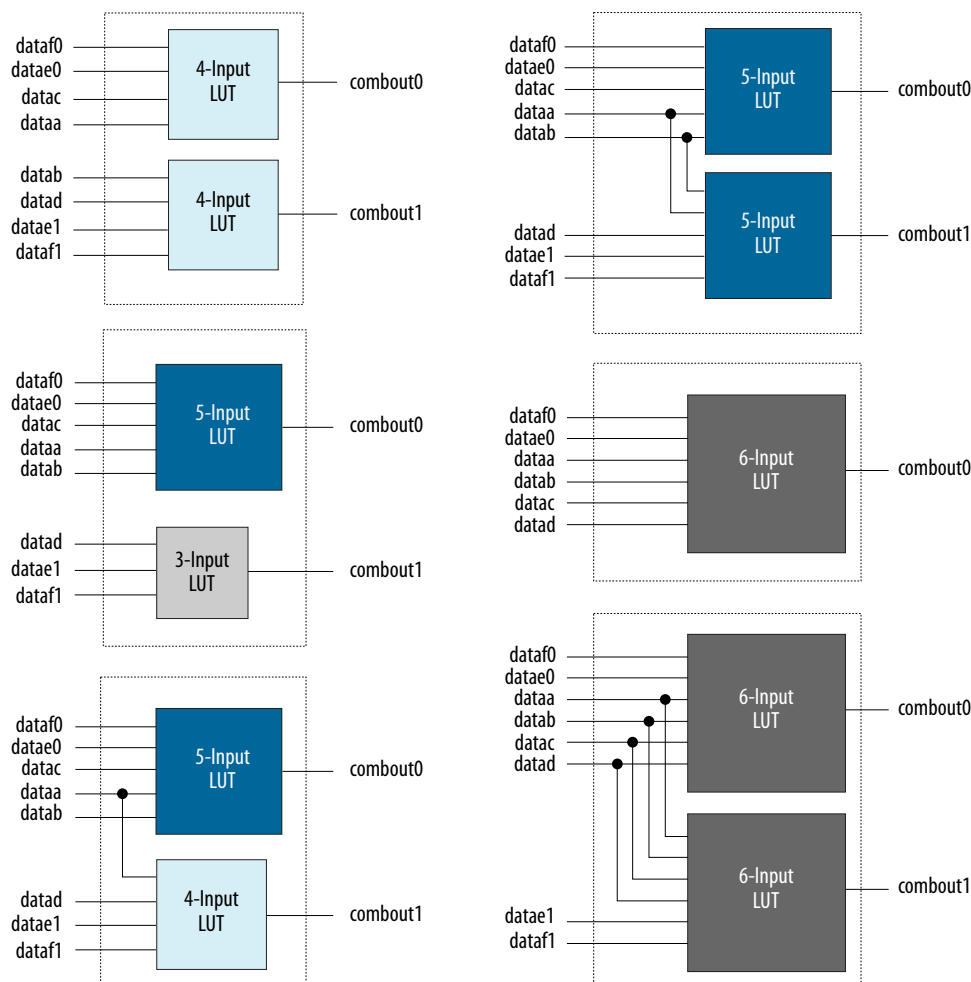 dataf0
datae0
datac
dataa
4-Input
LUT
combout0
datab
datad
datae1
dataf1
4-Input
LUT
combout1
dataf0
datae0
datac
dataa
datab
5-Input
LUT
combout0
datad
datae1
dataf1
3-Input
LUT
combout1
dataf0
datae0
datac
dataa
datab
5-Input
LUT
combout0
datad
datae1
dataf1
4-Input
LUT
combout1
dataf0
datae0
datac
dataa
datab
5-Input
LUT
combout0
datad
datae1
dataf1
5-Input
LUT
combout1
dataf0
datae0
dataa
datab
datac
datad
6-Input
LUT
combout0
dataf0
datae0
dataa
datab
datac
datad
6-Input
LUT
combout0
datae1
dataf1
6-Input
LUT
combout1